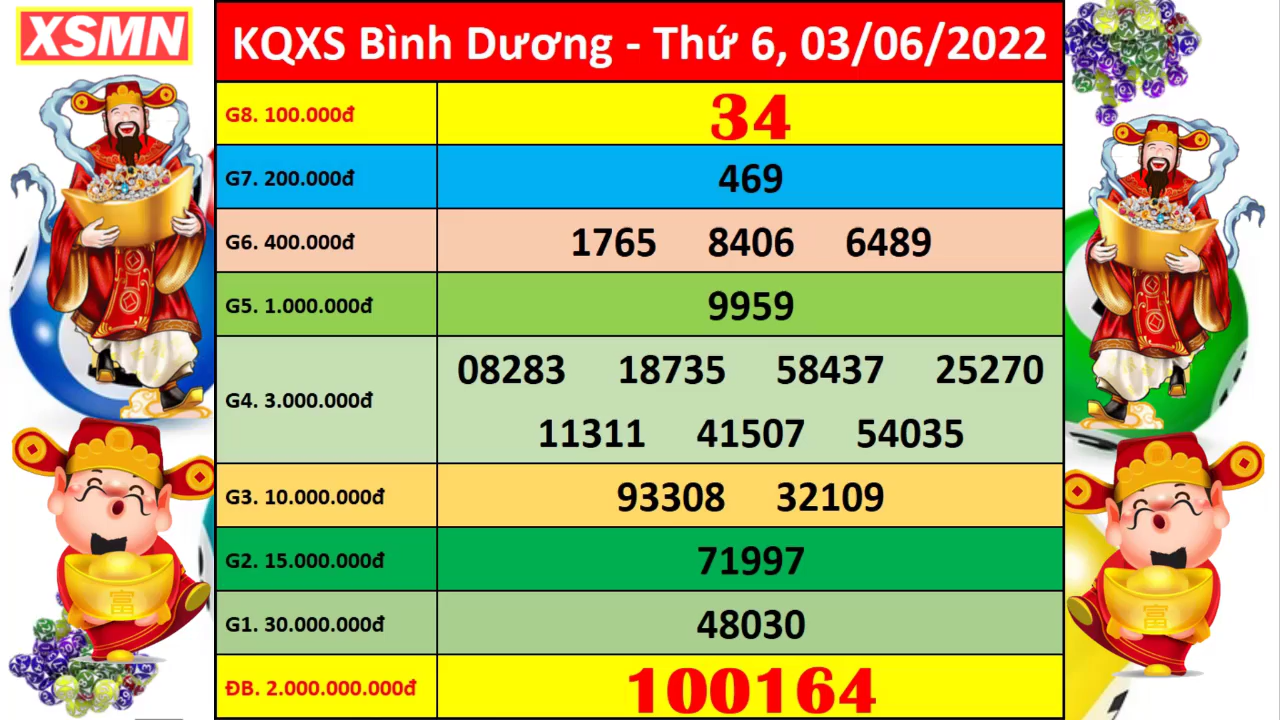 XSMN
KQXS Bình Dương - Thứ 6, 03/06/2022
G8. 100.000đ 34
G7. 200.000đ 469
G6. 400.000đ 1765 8406 6489
G5. 1.000.000đ 9959
G4. 3.000.000đ 08283 18735 58437 25270
11311 41507 54035
G3. 10.000.000đ 93308 32109
G2. 15.000.000đ 71997
G1. 30.000.000đ 48030
ĐB. 2.000.000.000đ 100164
富
富